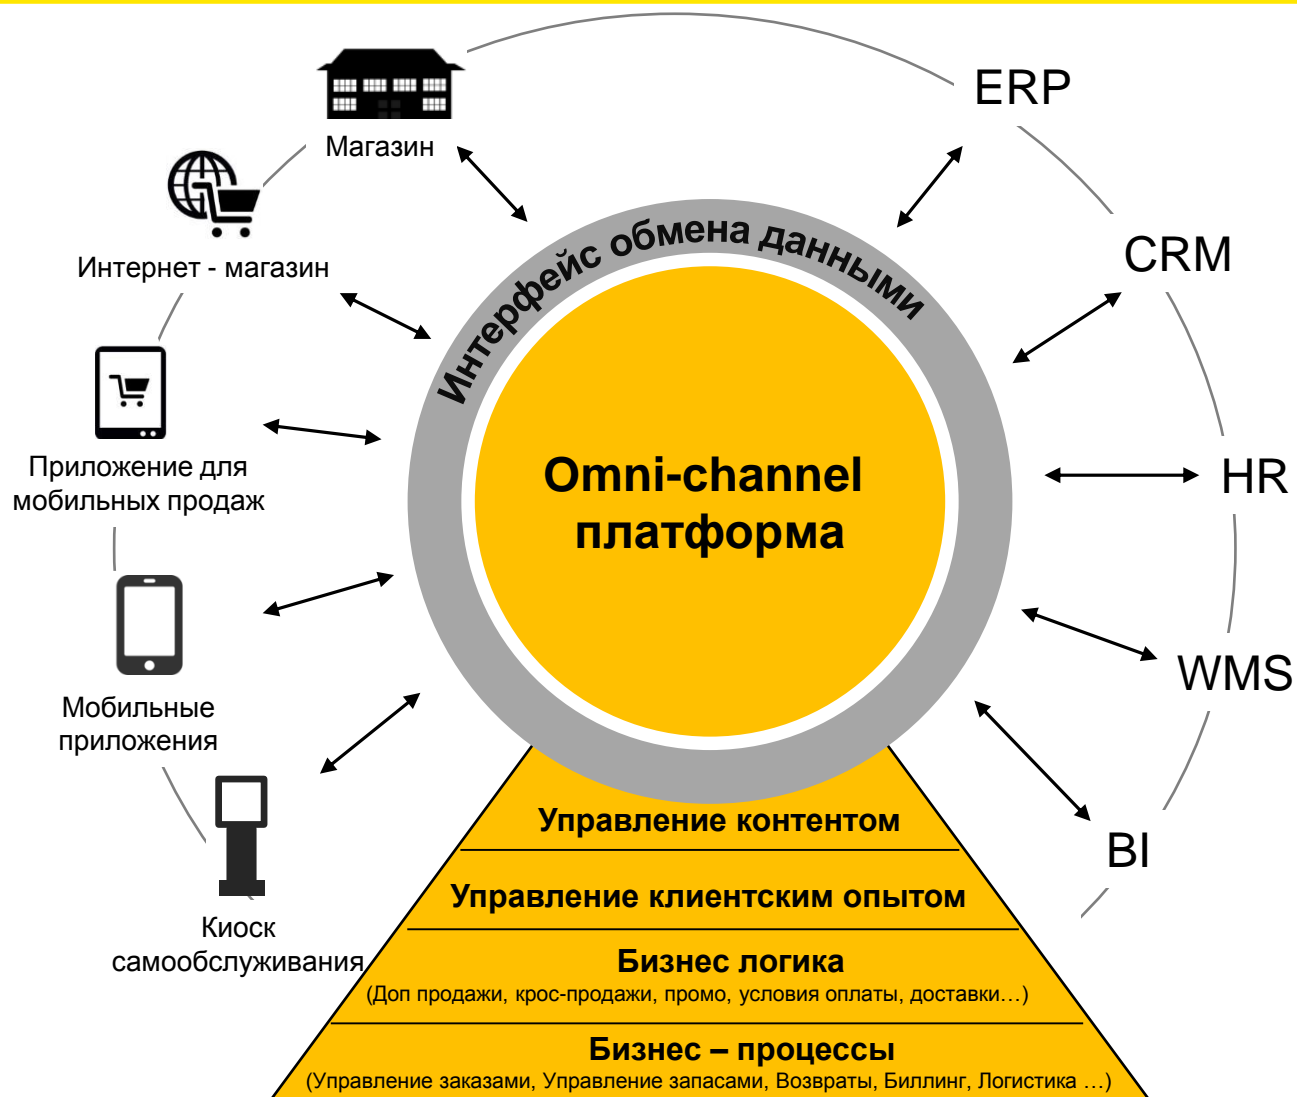 ERP
Магазин
Интернет - магазин
CRM
Интерфейс обмена данными
Приложение для
мобильных продаж
Omni-channel
платформа
HR
WMS
Мобильные
приложения
BI
Киоск
самообслуживания
Управление контентом
Управление клиентским опытом
Бизнес логика
(Доп продажи, крос-продажи, промо, условия оплаты, доставки...)
Бизнес – процессы
(Управление заказами, Управление запасами, Возвраты, Биллинг, Логистика ...)